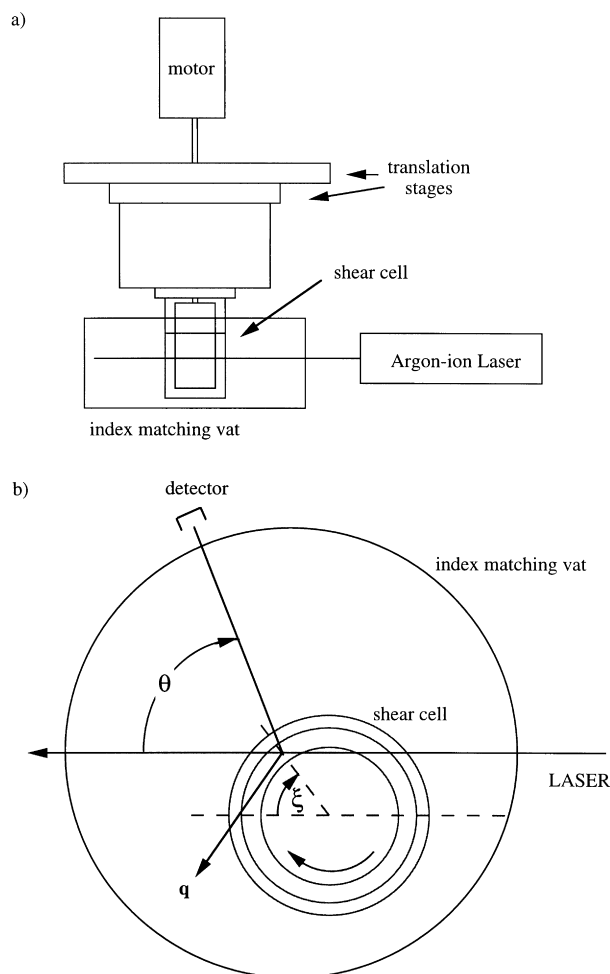 a)
motor
translation
stages
shear cell
Argon-ion Laser
index matching vat
b)
detector
index matching vat
θ
shear cell
LASER
ξ
q